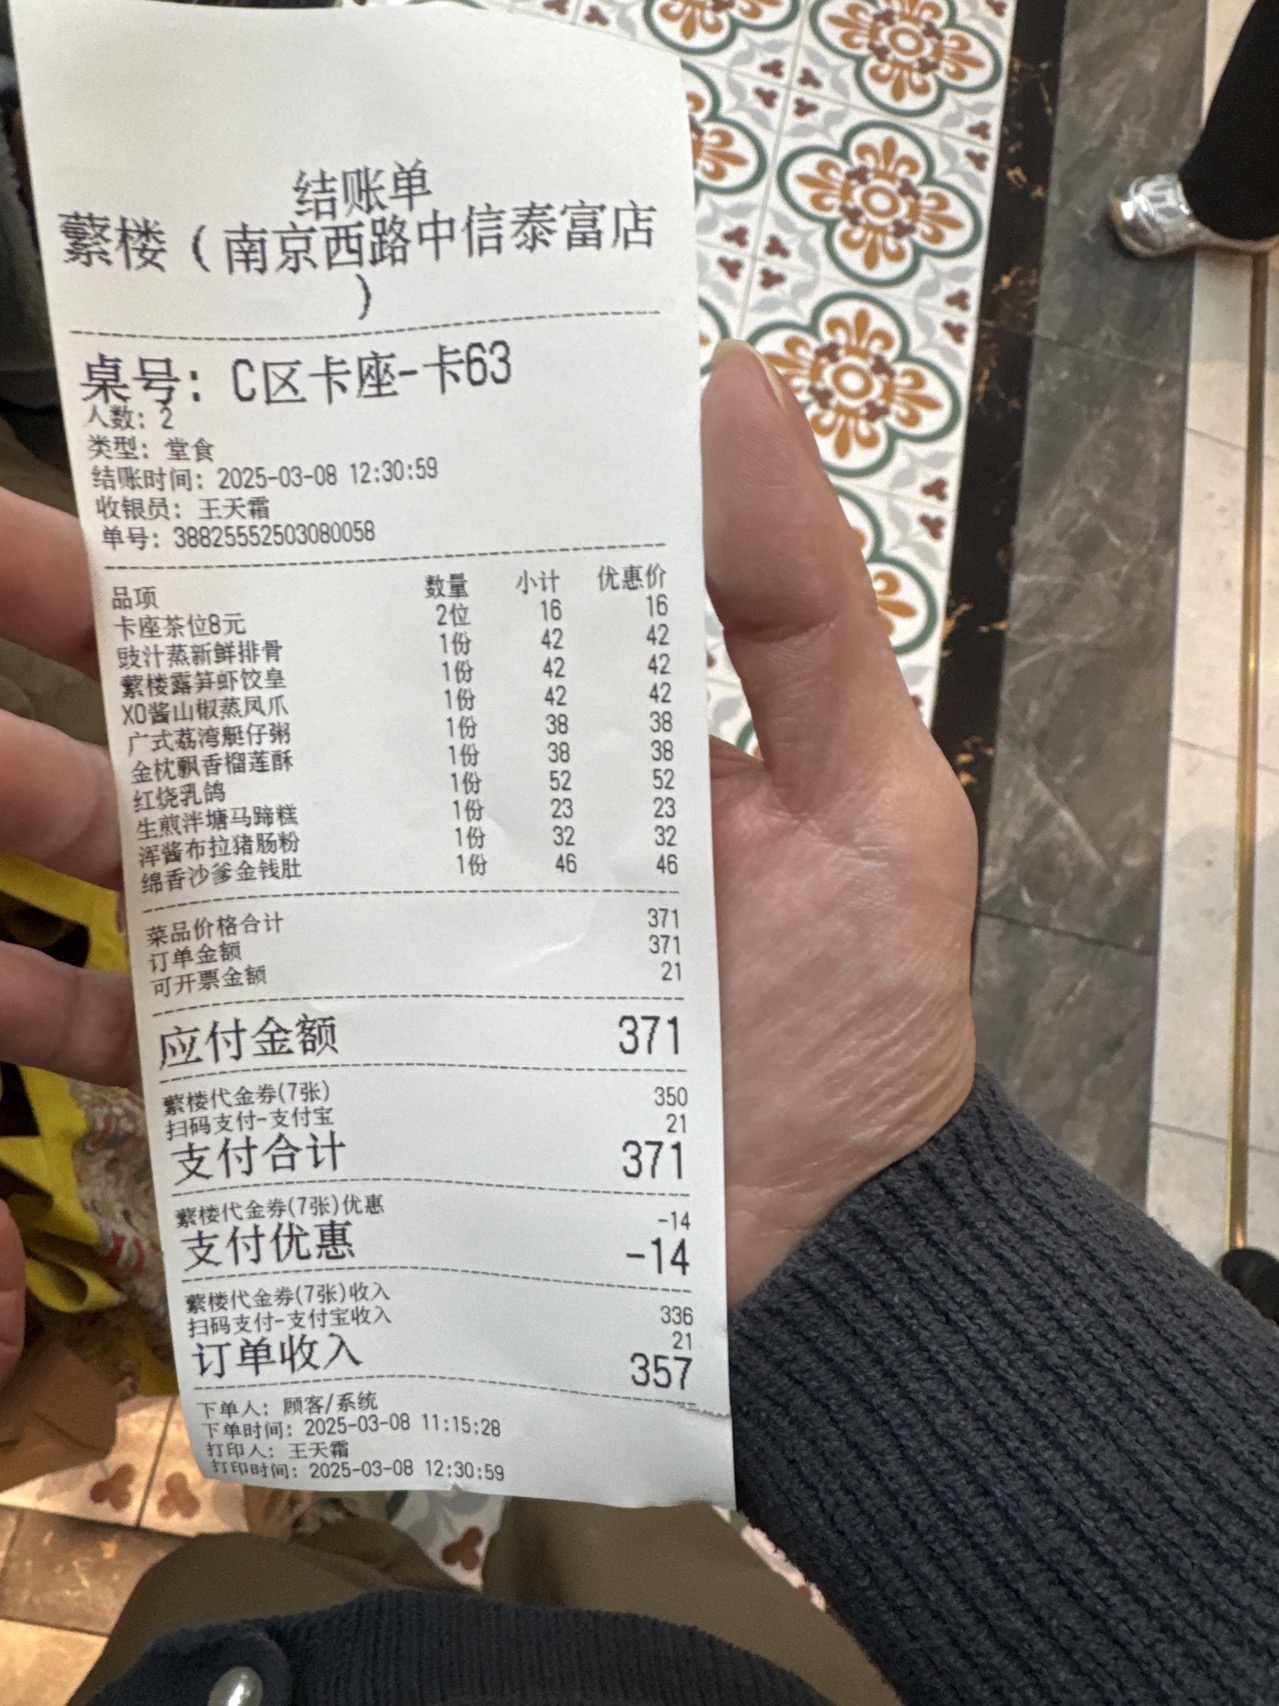 结账单
蘩楼（南京西路中信泰富店
）
桌号：C区卡座-卡63
人数：2
类型：堂食
结账时间：2025-03-08 12:30:59
收银员：王天霜
单号：38825552503080058
品项 数量 小计 优惠价
卡座茶位8元 2位 16 16
豉汁蒸新鲜排骨 1份 42 42
蘩楼露笋虾饺皇 1份 42 42
XO酱山椒蒸凤爪 1份 42 42
广式荔湾艇仔粥 1份 38 38
金枕飘香榴莲酥 1份 38 38
红烧乳鸽 1份 52 52
生煎泮塘马蹄糕 1份 23 23
浑酱布拉猪肠粉 1份 32 32
绵香沙爹金钱肚 1份 46 46
菜品价格合计 371
订单金额 371
可开票金额 21
应付金额 371
蘩楼代金券(7张) 350
扫码支付-支付宝 21
支付合计 371
蘩楼代金券(7张)优惠 -14
支付优惠 -14
蘩楼代金券(7张)收入 336
扫码支付-支付宝收入 21
订单收入 357
下单人：顾客/系统
下单时间：2025-03-08 11:15:28
打印人：王天霜
打印时间：2025-03-08 12:30:59